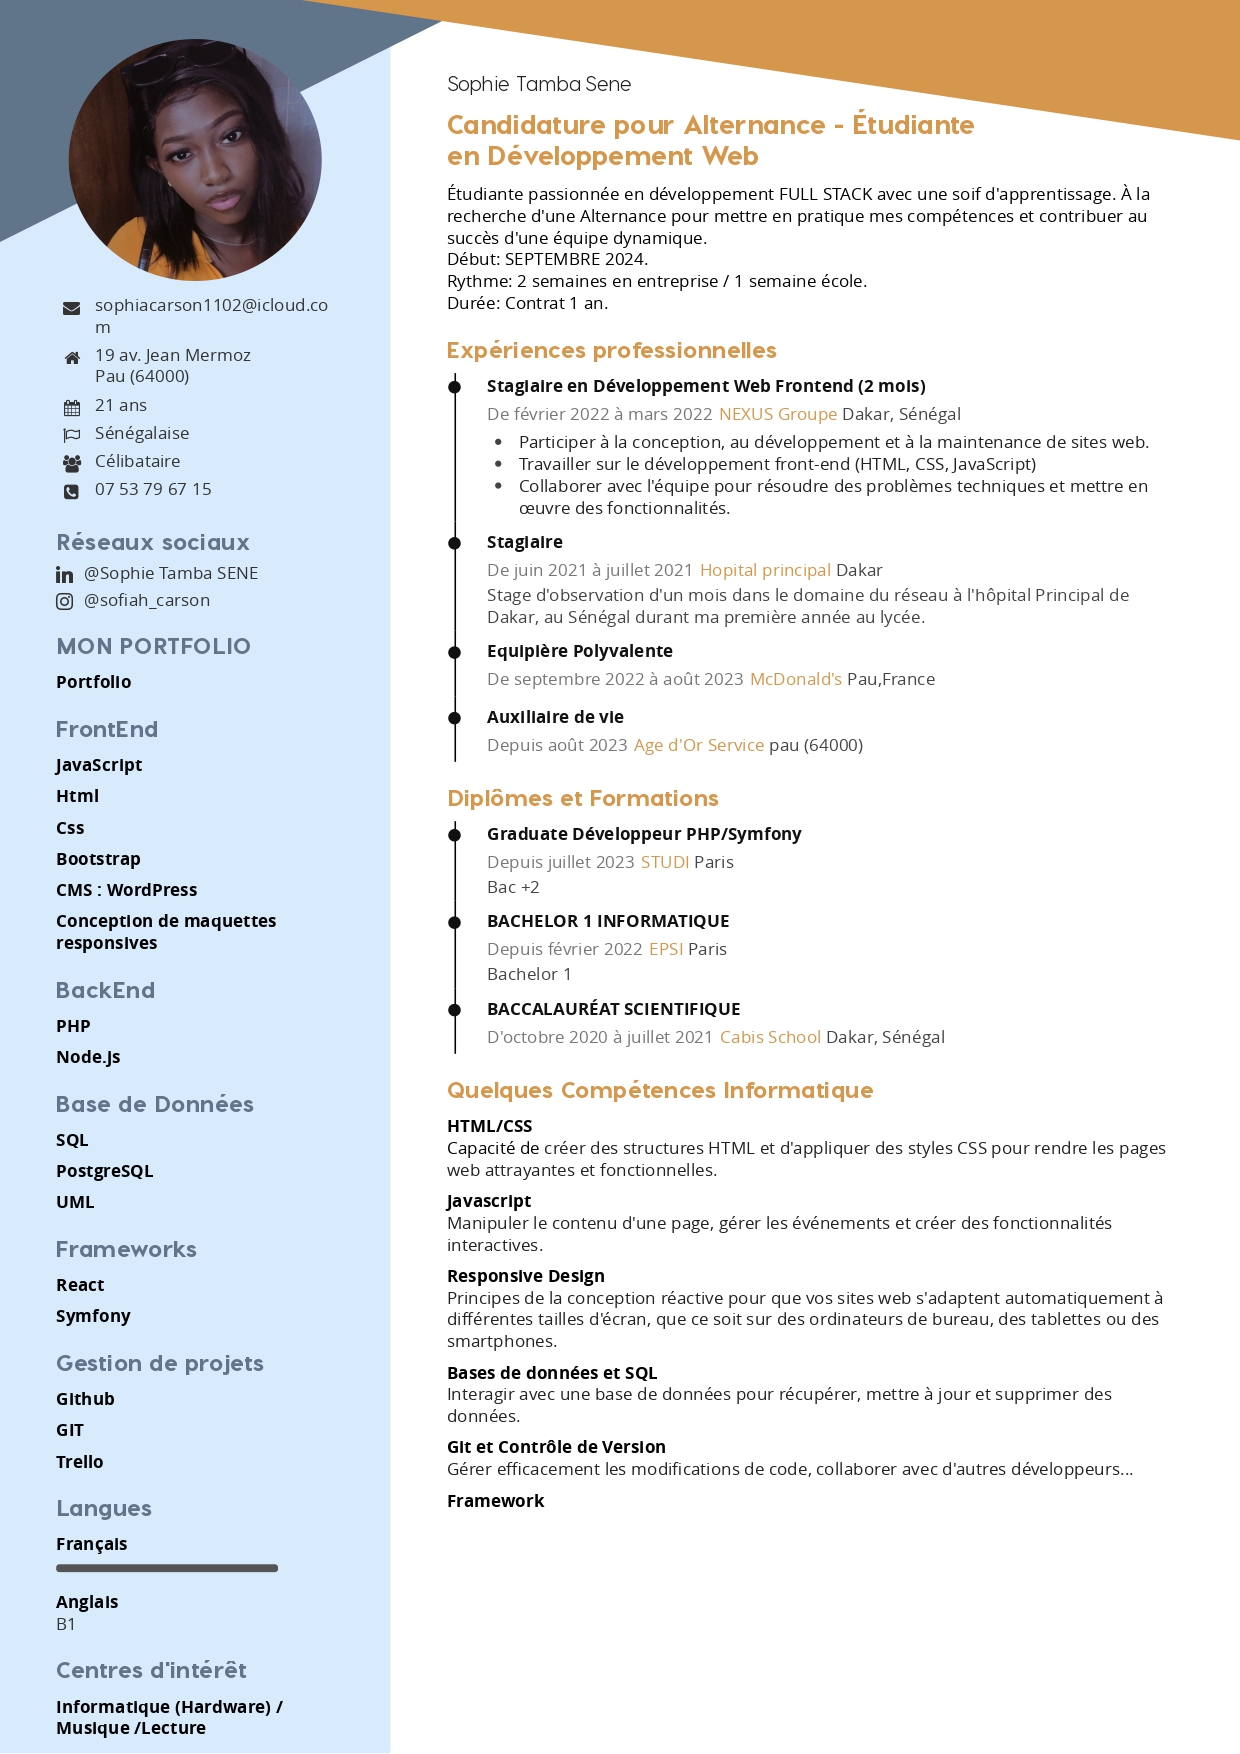 sophiacarson1102@icloud.co
m
19 av. Jean Mermoz
Pau (64000)
21 ans
Sénégalaise
Célibataire
07 53 79 67 15
Réseaux sociaux
@Sophie Tamba SENE
@sofiah_carson
MON PORTFOLIO
Portfolio
FrontEnd
JavaScript
Html
Css
Bootstrap
CMS : WordPress
Conception de maquettes
responsives
BackEnd
PHP
Node.js
Base de Données
SQL
PostgreSQL
UML
Frameworks
React
Symfony
Gestion de projets
Github
GIT
Trello
Langues
Français
Anglais
B1
Centres d'intérêt
Informatique (Hardware) /
Musique /Lecture
Sophie Tamba Sene
Candidature pour Alternance - Étudiante
en Développement Web
Étudiante passionnée en développement FULL STACK avec une soif d'apprentissage. À la
recherche d'une Alternance pour mettre en pratique mes compétences et contribuer au
succès d'une équipe dynamique.
Début: SEPTEMBRE 2024.
Rythme: 2 semaines en entreprise / 1 semaine école.
Durée: Contrat 1 an.
Expériences professionnelles
Stagiaire en Développement Web Frontend (2 mois)
De février 2022 à mars 2022 NEXUS Groupe Dakar, Sénégal
• Participer à la conception, au développement et à la maintenance de sites web.
• Travailler sur le développement front-end (HTML, CSS, JavaScript)
• Collaborer avec l'équipe pour résoudre des problèmes techniques et mettre en
œuvre des fonctionnalités.
Stagiaire
De juin 2021 à juillet 2021 Hopital principal Dakar
Stage d'observation d'un mois dans le domaine du réseau à l'hôpital Principal de
Dakar, au Sénégal durant ma première année au lycée.
Equipière Polyvalente
De septembre 2022 à août 2023 McDonald's Pau,France
Auxiliaire de vie
Depuis août 2023 Age d'Or Service pau (64000)
Diplômes et Formations
Graduate Développeur PHP/Symfony
Depuis juillet 2023 STUDI Paris
Bac +2
BACHELOR 1 INFORMATIQUE
Depuis février 2022 EPSI Paris
Bachelor 1
BACCALAURÉAT SCIENTIFIQUE
D'octobre 2020 à juillet 2021 Cabis School Dakar, Sénégal
Quelques Compétences Informatique
HTML/CSS
Capacité de créer des structures HTML et d'appliquer des styles CSS pour rendre les pages
web attrayantes et fonctionnelles.
Javascript
Manipuler le contenu d'une page, gérer les événements et créer des fonctionnalités
interactives.
Responsive Design
Principes de la conception réactive pour que vos sites web s'adaptent automatiquement à
différentes tailles d'écran, que ce soit sur des ordinateurs de bureau, des tablettes ou des
smartphones.
Bases de données et SQL
Interagir avec une base de données pour récupérer, mettre à jour et supprimer des
données.
Git et Contrôle de Version
Gérer efficacement les modifications de code, collaborer avec d'autres développeurs...
Framework